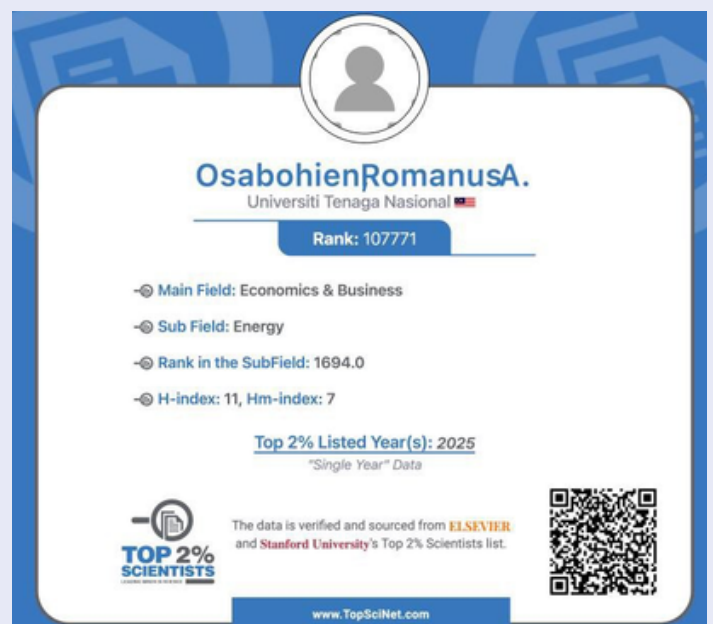 Osabohien,RomanusA.
Universiti Tenaga Nasional
Rank: 107771
Main Field: Economics & Business
Sub Field: Energy
Rank in the SubField: 1694.0
H-index: 11, Hm-index: 7
Top 2% Listed Year(s): 2025
"Single Year" Data
The data is verified and sourced from ELSEVIER
and Stanford University's Top 2% Scientists list.
TOP 2%
SCIENTISTS
www.TopSciNet.com